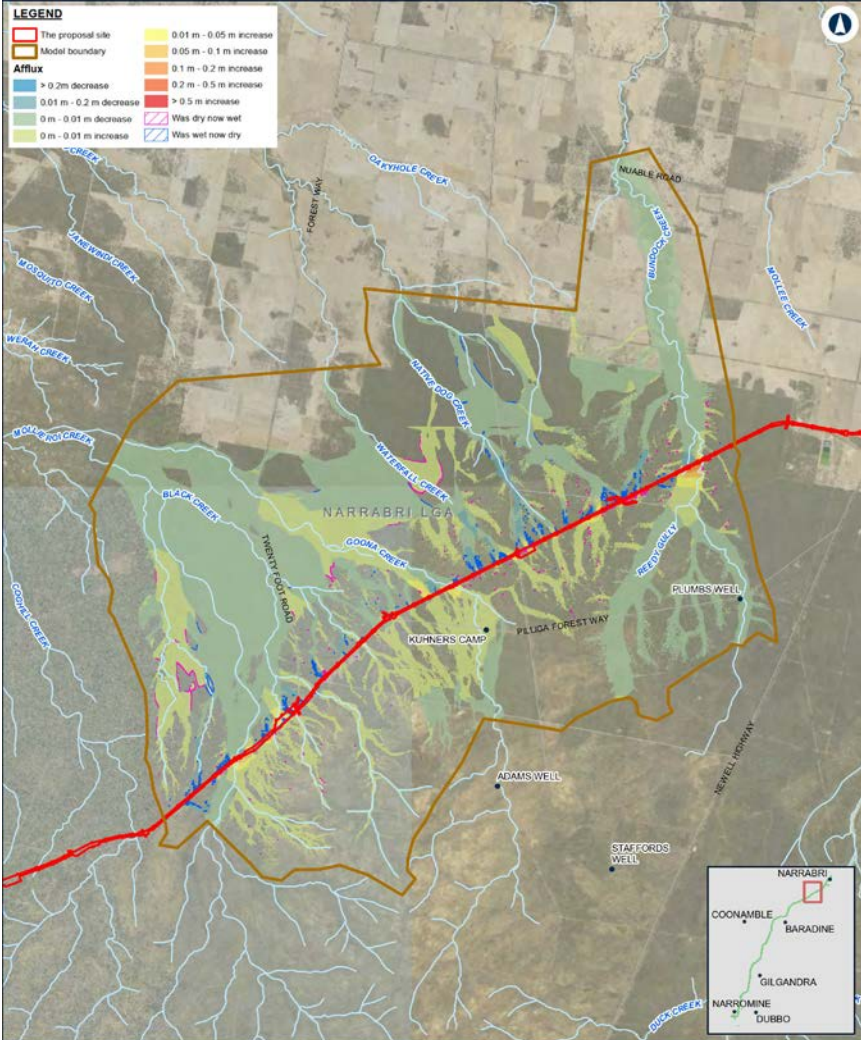 LEGEND
The proposal site
Model boundary
Afflux
> 0.2m decrease
0.01 m - 0.2 m decrease
0 m - 0.01 m decrease
0 m - 0.01 m increase
0.01 m - 0.05 m increase
0.05 m - 0.1 m increase
0.1 m - 0.2 m increase
0.2 m - 0.5 m increase
> 0.5 m increase
Was dry now wet
Was wet now dry
CREEK
OAKYHOLE CREEK
NUABLE ROAD
FOREST WAY
JANEWINDI CREEK
BUNDOCK CREEK
MOSQUITO CREEK
MOLLEE CREEK
WERAH CREEK
NATIVE DOG CREEK
MOLLIEROI CREEK
WATERFALL CREEK
BLACK CREEK
NARRABRI LGA
GOONA CREEK
TWENTY FOOT ROAD
REEDY GULLY
PLUMBS WELL
COGHILL CREEK
KUHNERS CAMP
PILLIGA FOREST WAY
NEWELL HIGHWAY
ADAMS WELL
STAFFORDS
WELL
NARRABRI
COONAMBLE
BARADINE
GILGANDRA
NARROMINE
DUBBO
DUCK CREEK